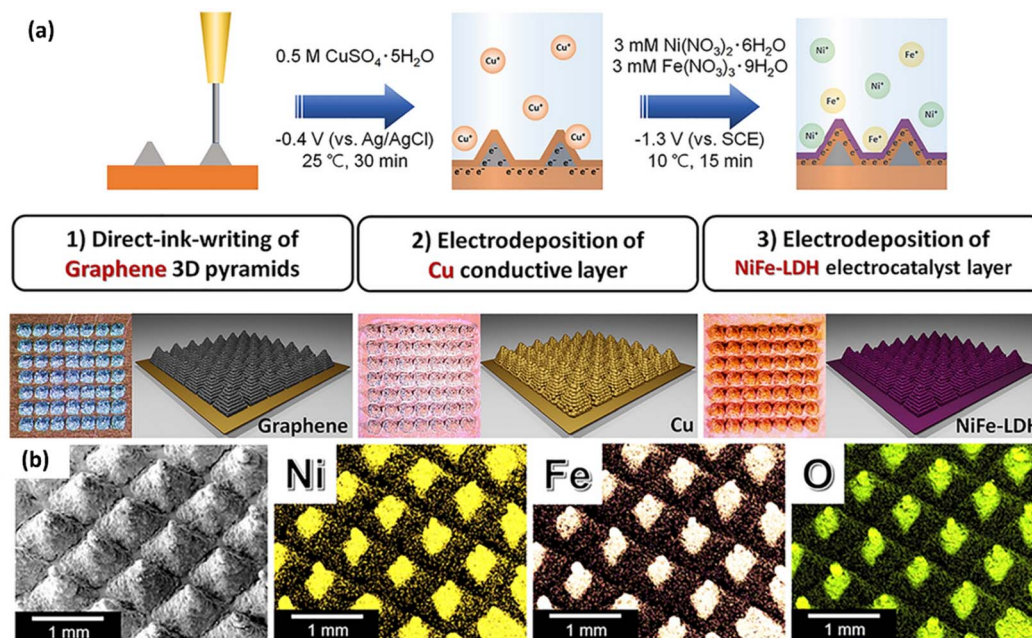 (a)
0.5 M CuSO₄·5H₂O
-0.4 V (vs. Ag/AgCl)
25 ℃, 30 min
Cu⁺
Cu⁺
Cu⁺
Cu⁺
Cu⁺
e⁻ e⁻ e⁻ e⁻ e⁻
3 mM Ni(NO₃)₂·6H₂O
3 mM Fe(NO₃)₃·9H₂O
-1.3 V (vs. SCE)
10 ℃, 15 min
Ni⁺
Fe⁺
Ni⁺
Fe⁺
Ni⁺
Ni⁺
Fe⁺
1) Direct-ink-writing of
Graphene 3D pyramids
2) Electrodeposition of
Cu conductive layer
3) Electrodeposition of
NiFe-LDH electrocatalyst layer
Graphene
Cu
NiFe-LDH
(b)
Ni
Fe
O
1 mm
1 mm
1 mm
1 mm